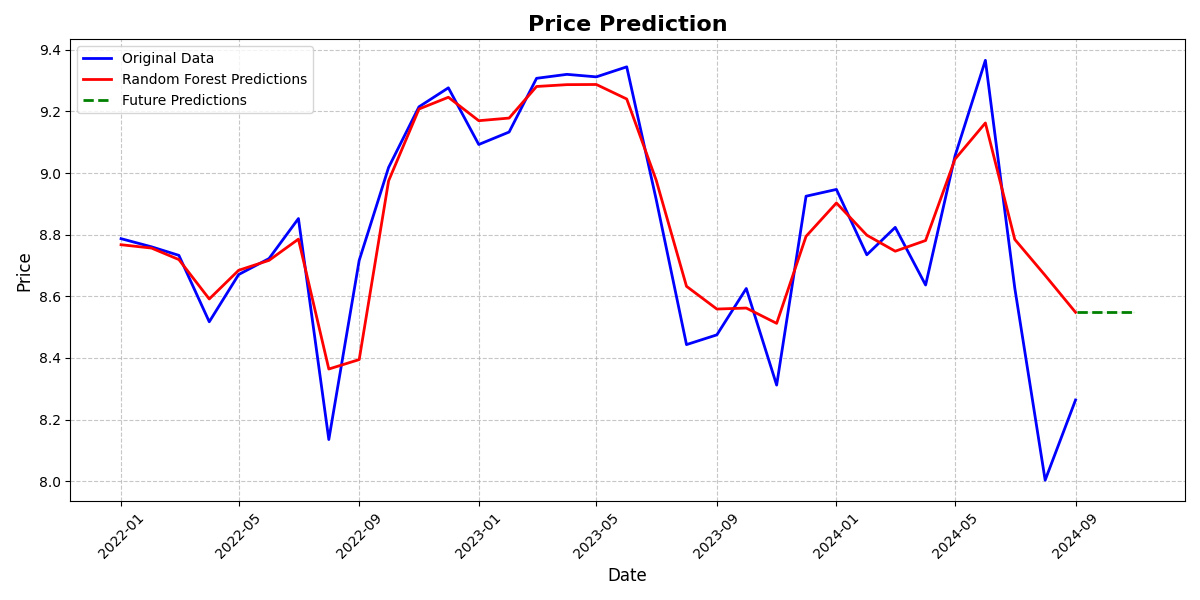 Price Prediction
Original Data
Random Forest Predictions
Future Predictions
9.4
9.2
9.0
8.8
8.6
8.4
8.2
8.0
Price
2022-01
2022-05
2022-09
2023-01
2023-05
2023-09
2024-01
2024-05
2024-09
Date